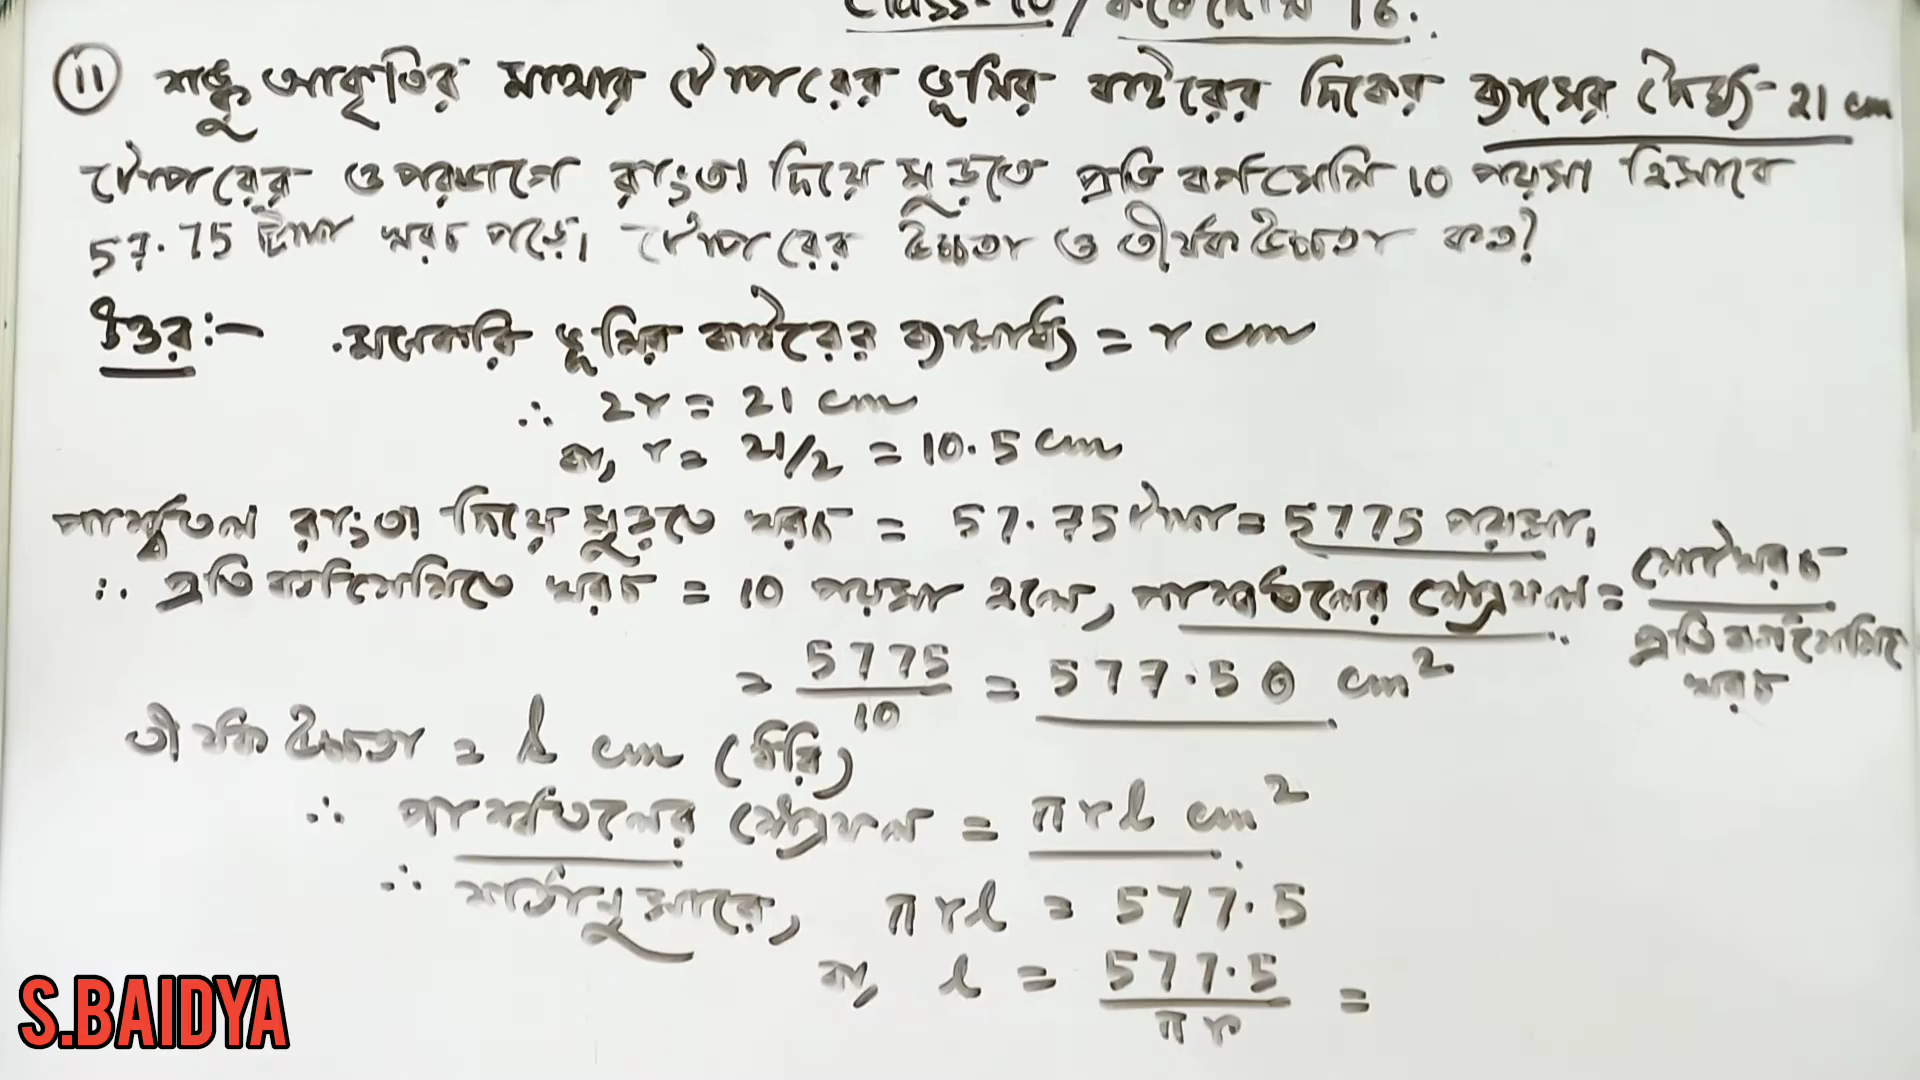 Class-10/কষেদেখি 16.
(11) শঙ্কু আকৃতির মাথার টোপরের ভূমির বাইরের দিকের ব্যাসের দৈর্ঘ্য- 21 cm
টোপরের ওপরভাগে রাংতা দিয়ে মুড়তে প্রতি বর্গসেমি 10 পয়সা হিসাবে
57.75 টাকা খরচ পড়ে। টোপরের উচ্চতা ও তীর্যক উচ্চতা কত?
উত্তর:- মনেকরি ভূমির বাইরের ব্যাসার্ধ্য = r cm
∴ 2r = 21 cm
বা, r = 21/2 = 10.5 cm
পার্শ্বতল রাংতা দিয়ে মুড়তে খরচ = 57.75 টাকা = 5775 পয়সা।
∴ প্রতি বর্গসেমিতে খরচ = 10 পয়সা হলে, পার্শ্বতলের ক্ষেত্রফল = মোট খরচ / প্রতি বর্গসেমিতে খরচ
= 5775/10 = 577.50 cm²
তীর্যক উচ্চতা = l cm (ধরি)
∴ পার্শ্বতলের ক্ষেত্রফল = πrl cm²
∴ শর্তানুসারে, πrl = 577.5
বা, l = 577.5/πr =
S.BAIDYA